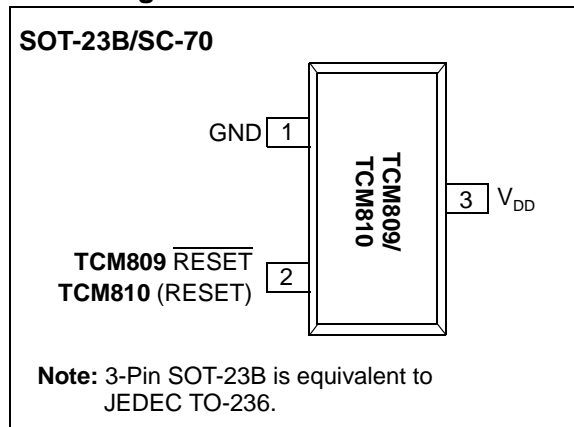 SOT-23B/SC-70
GND 1
TCM809/
TCM810
3 VDD
TCM809 RESET
2
TCM810 (RESET)
Note: 3-Pin SOT-23B is equivalent to
JEDEC TO-236.